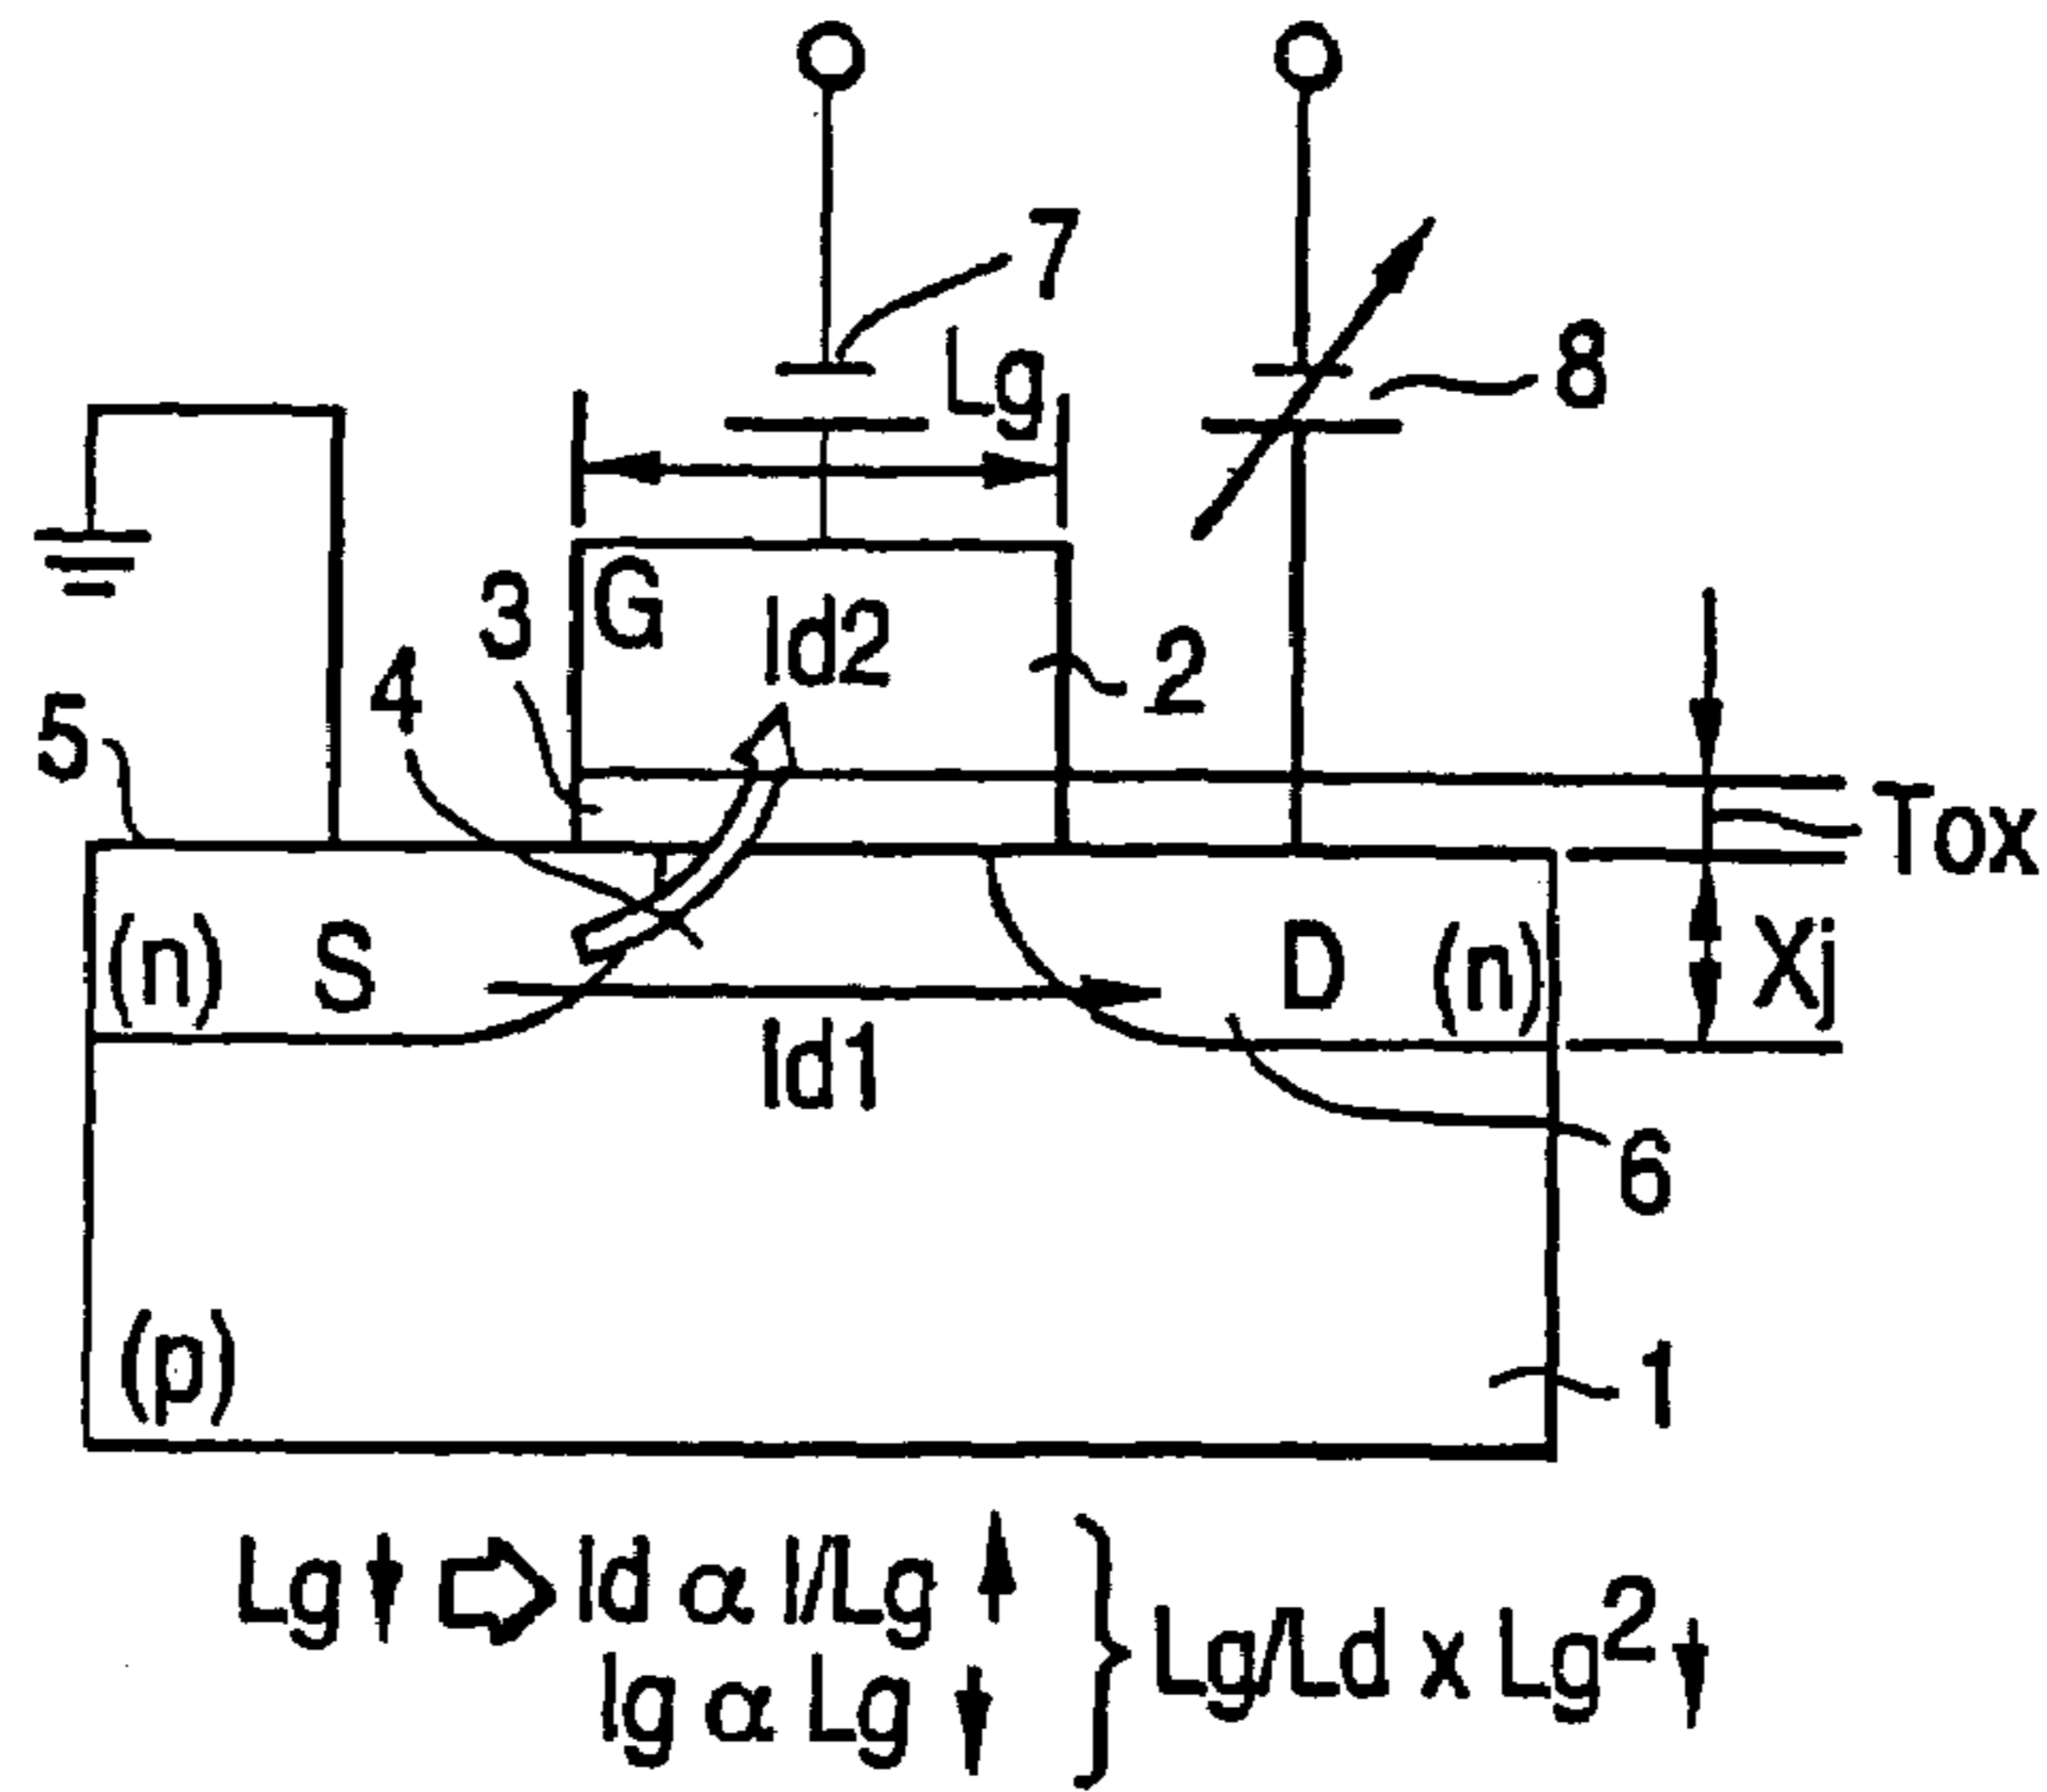 7
Lg
8
3
G
Id2
2
4
5
Tox
(n)
S
D
(n)
Xj
Id1
6
(p)
1
Lg ↓ ⇨ Id α I/Lg ↑
Ig α Lg ↓
} Lg/Ld x Lg² ↓